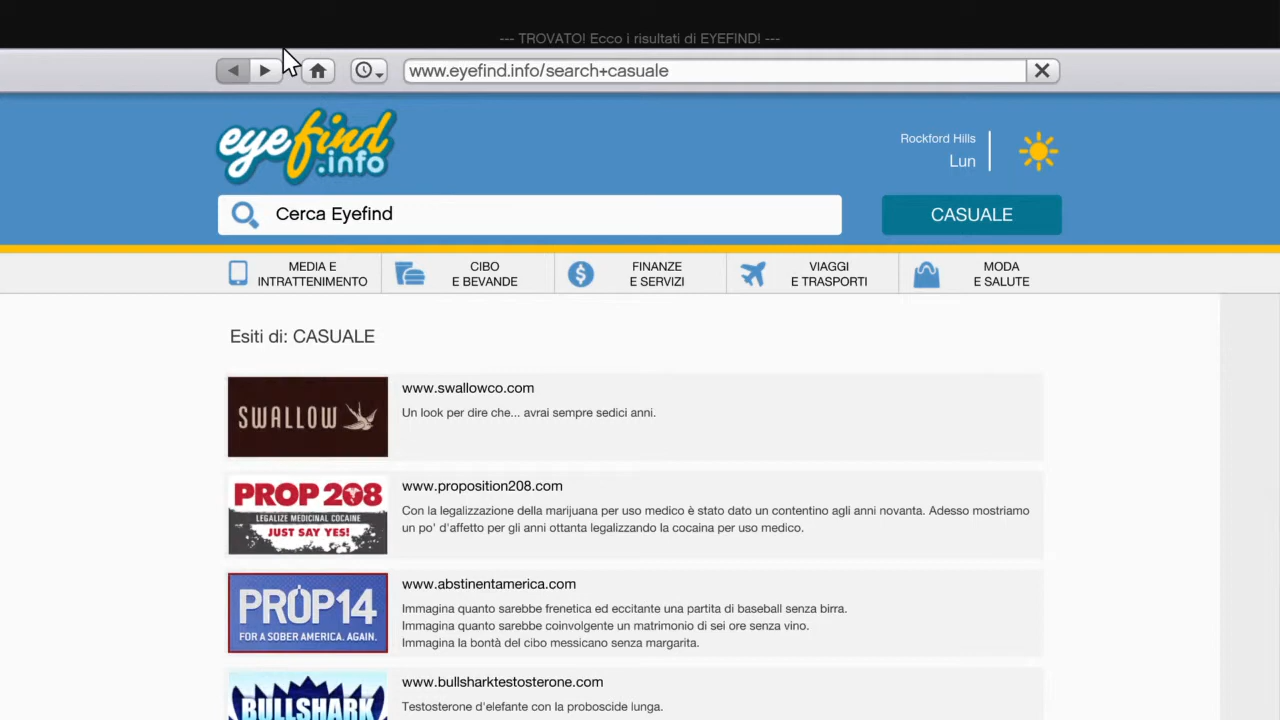 --- TROVATO! Ecco i risultati di EYEFIND! ---
www.eyefind.info/search+casuale
eyefind
.info
Rockford Hills
Lun
Cerca Eyefind
CASUALE
MEDIA E
INTRATTENIMENTO
CIBO
E BEVANDE
FINANZE
E SERVIZI
VIAGGI
E TRASPORTI
MODA
E SALUTE
Esiti di: CASUALE
SWALLOW
www.swallowco.com
Un look per dire che... avrai sempre sedici anni.
PROP 208
LEGALIZE MEDICINAL COCAINE
JUST SAY YES!
www.proposition208.com
Con la legalizzazione della marijuana per uso medico è stato dato un contentino agli anni novanta. Adesso mostriamo
un po' d'affetto per gli anni ottanta legalizzando la cocaina per uso medico.
PROP14
FOR A SOBER AMERICA. AGAIN.
www.abstinentamerica.com
Immagina quanto sarebbe frenetica ed eccitante una partita di baseball senza birra.
Immagina quanto sarebbe coinvolgente un matrimonio di sei ore senza vino.
Immagina la bontà del cibo messicano senza margarita.
BULLSHARK
www.bullsharktestosterone.com
Testosterone d'elefante con la proboscide lunga.